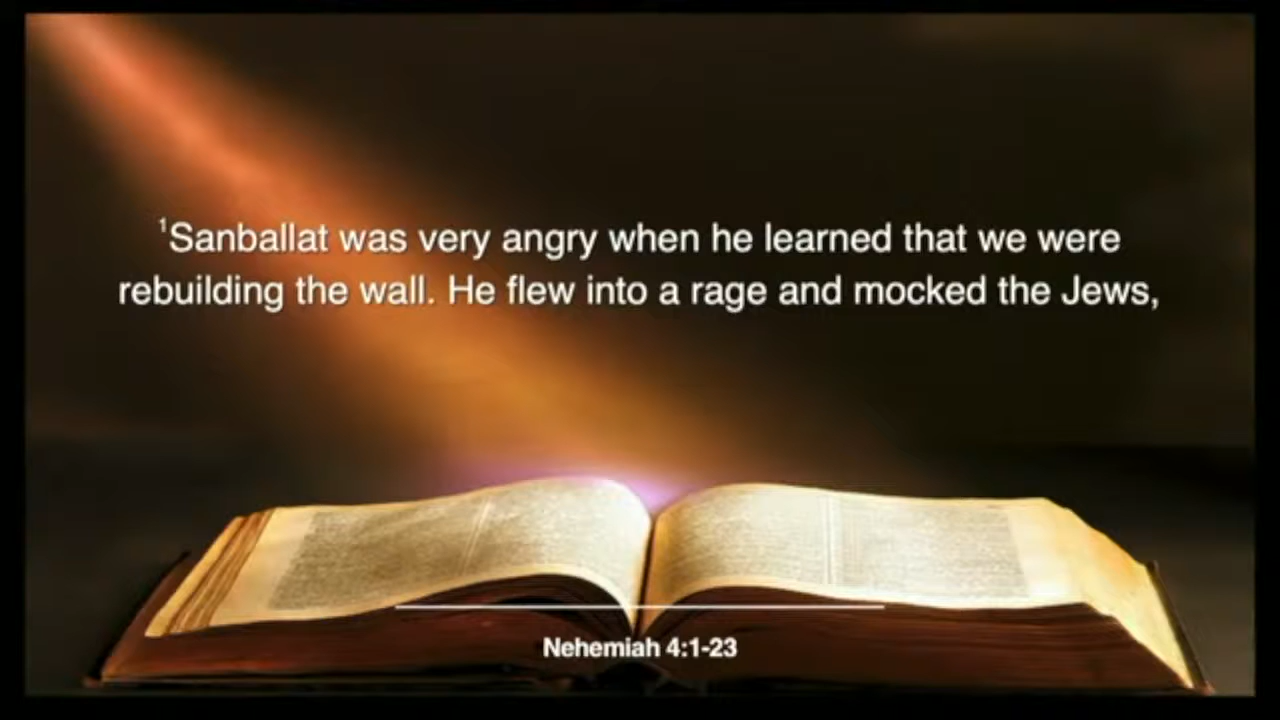 ¹Sanballat was very angry when he learned that we were
rebuilding the wall. He flew into a rage and mocked the Jews,
Nehemiah 4:1-23